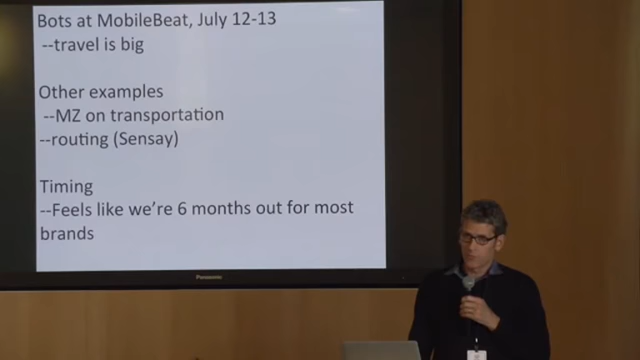 Bots at MobileBeat, July 12-13
--travel is big
Other examples
--MZ on transportation
--routing (Sensay)
Timing
--Feels like we're 6 months out for most
brands
Panasonic